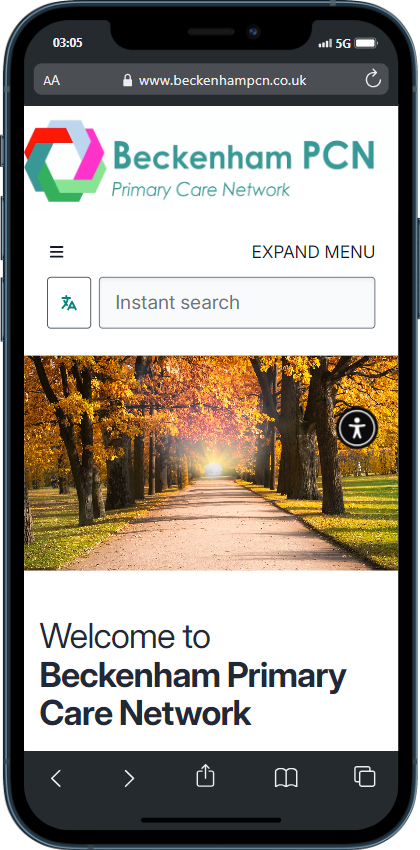 03:05
5G
AA
www.beckenhampcn.co.uk
Beckenham PCN
Primary Care Network
EXPAND MENU
Instant search
Welcome to
Beckenham Primary
Care Network